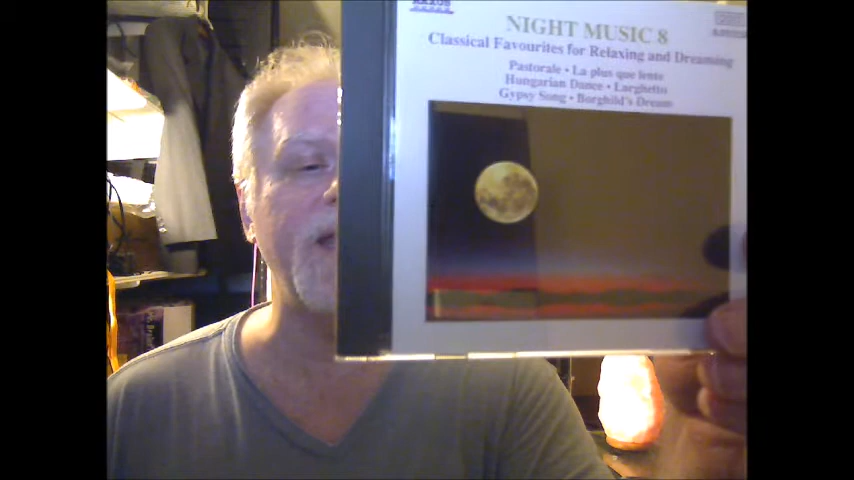 NAXOS
NIGHT MUSIC 8
Classical Favourites for Relaxing and Dreaming
Pastorale • La plus que lente
Hungarian Dance • Larghetto
Gypsy Song • Borghild's Dream